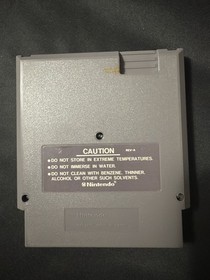 CAUTION REV-A
●DO NOT STORE IN EXTREME TEMPERATURES.
●DO NOT IMMERSE IN WATER.
●DO NOT CLEAN WITH BENZENE, THINNER,
ALCOHOL OR OTHER SUCH SOLVENTS.
Nintendo